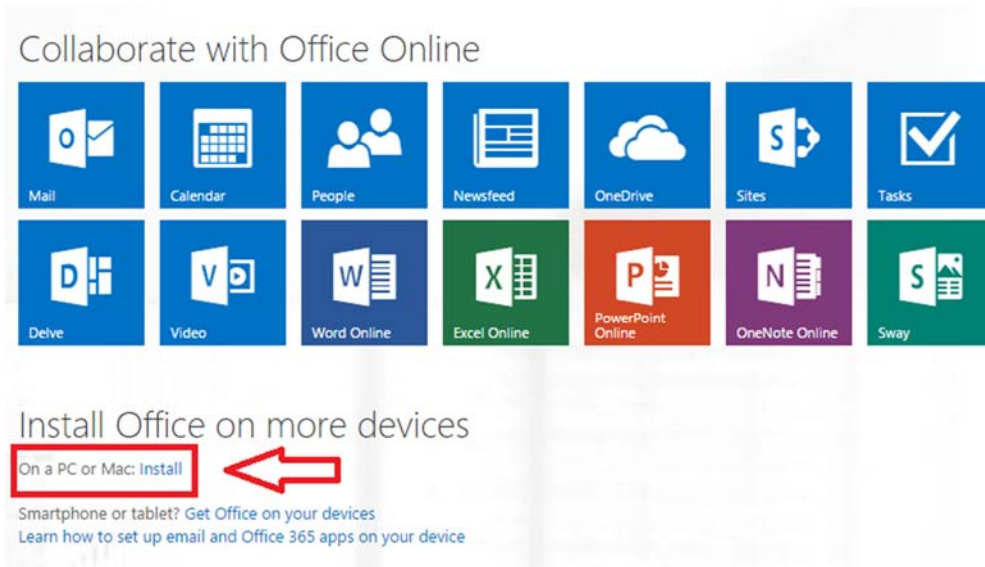 Collaborate with Office Online
O
S
Mail
Calendar
People
Newsfeed
OneDrive
Sites
Tasks
D
V
W
X
P
N
S
Delve
Video
Word Online
Excel Online
PowerPoint
Online
OneNote Online
Sway
Install Office on more devices
On a PC or Mac: Install
Smartphone or tablet? Get Office on your devices
Learn how to set up email and Office 365 apps on your device